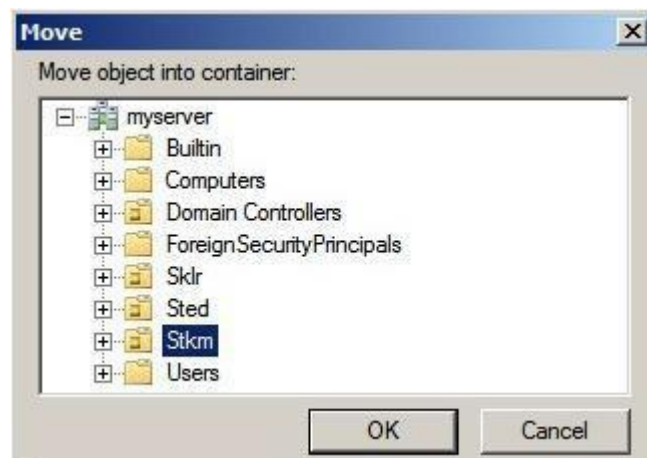 Move
Move object into container:
myserver
Builtin
Computers
Domain Controllers
ForeignSecurityPrincipals
Sklr
Sted
Stkm
Users
OK Cancel